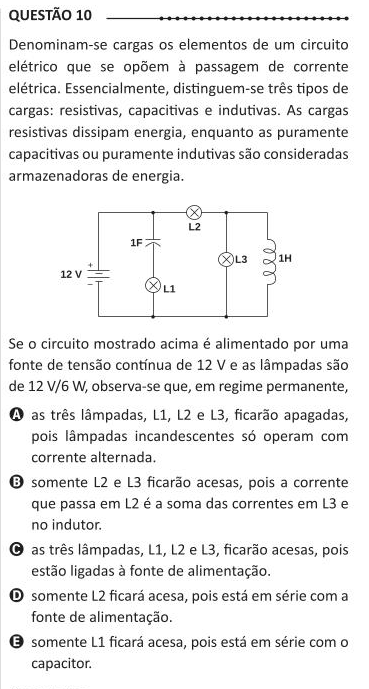 QUESTÃO 10
Denominam-se cargas os elementos de um circuito
elétrico que se opõem à passagem de corrente
elétrica. Essencialmente, distinguem-se três tipos de
cargas: resistivas, capacitivas e indutivas. As cargas
resistivas dissipam energia, enquanto as puramente
capacitivas ou puramente indutivas são consideradas
armazenadoras de energia.
L2
1F
L3
1H
12 V
+
−
L1
Se o circuito mostrado acima é alimentado por uma
fonte de tensão contínua de 12 V e as lâmpadas são
de 12 V/6 W, observa-se que, em regime permanente,
A as três lâmpadas, L1, L2 e L3, ficarão apagadas,
pois lâmpadas incandescentes só operam com
corrente alternada.
B somente L2 e L3 ficarão acesas, pois a corrente
que passa em L2 é a soma das correntes em L3 e
no indutor.
C as três lâmpadas, L1, L2 e L3, ficarão acesas, pois
estão ligadas à fonte de alimentação.
D somente L2 ficará acesa, pois está em série com a
fonte de alimentação.
E somente L1 ficará acesa, pois está em série com o
capacitor.